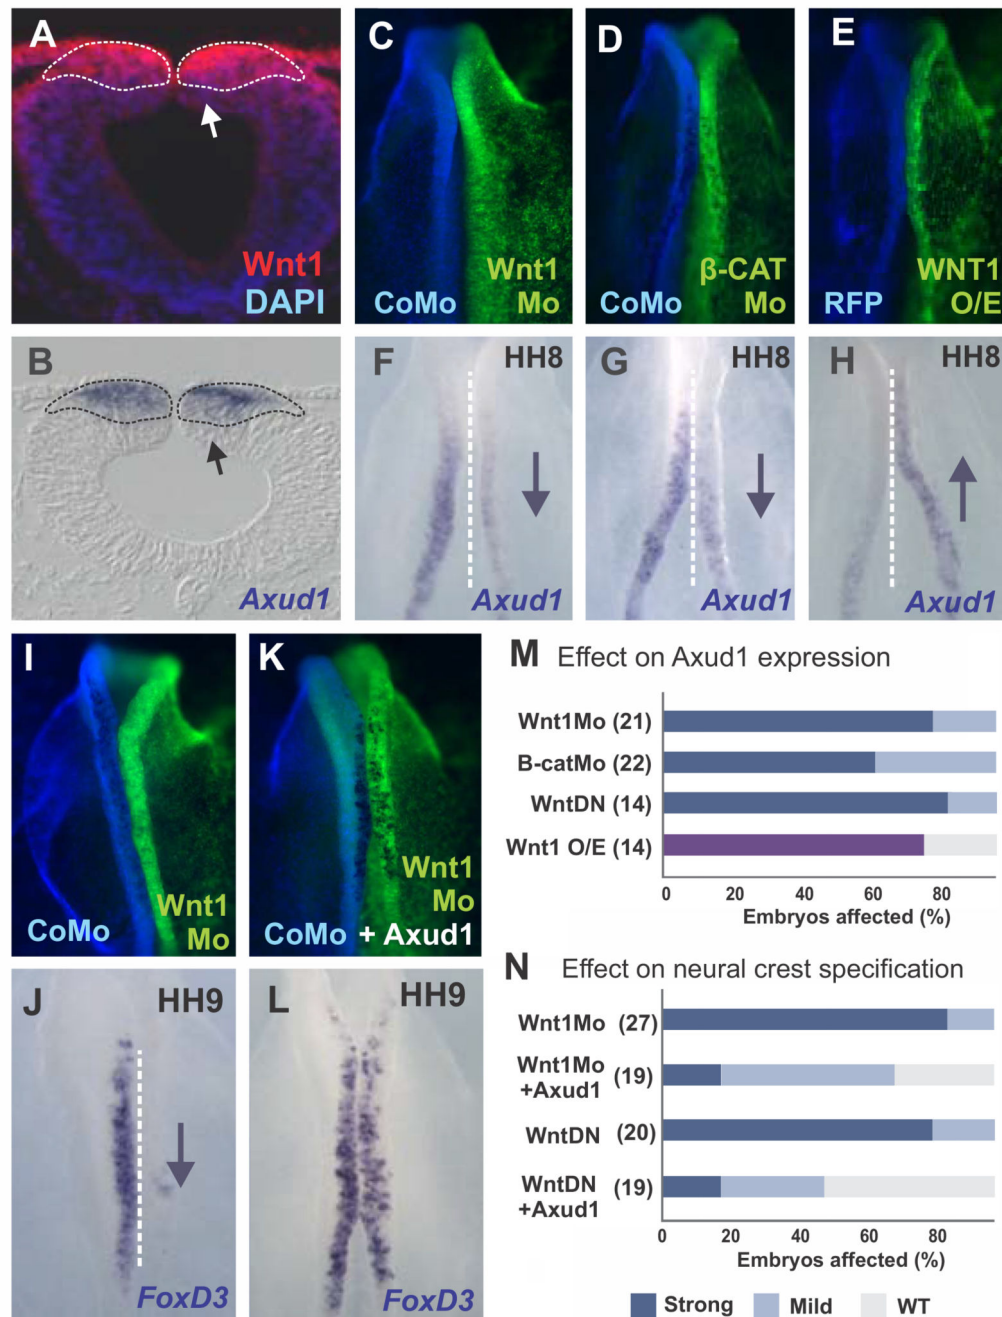 A
Wnt1
DAPI
C
CoMo
Wnt1
Mo
D
CoMo
β-CAT
Mo
E
RFP
WNT1
O/E
B
Axud1
F
HH8
Axud1
G
HH8
Axud1
H
HH8
Axud1
I
CoMo
Wnt1
Mo
K
Wnt1
Mo
CoMo + Axud1
J
HH9
FoxD3
L
HH9
FoxD3
M Effect on Axud1 expression
Wnt1Mo (21)
B-catMo (22)
WntDN (14)
Wnt1 O/E (14)
0 20 40 60 80
Embryos affected (%)
N Effect on neural crest specification
Wnt1Mo (27)
Wnt1Mo
+Axud1 (19)
WntDN (20)
WntDN
+Axud1 (19)
0 20 40 60 80
Embryos affected (%)
Strong Mild WT